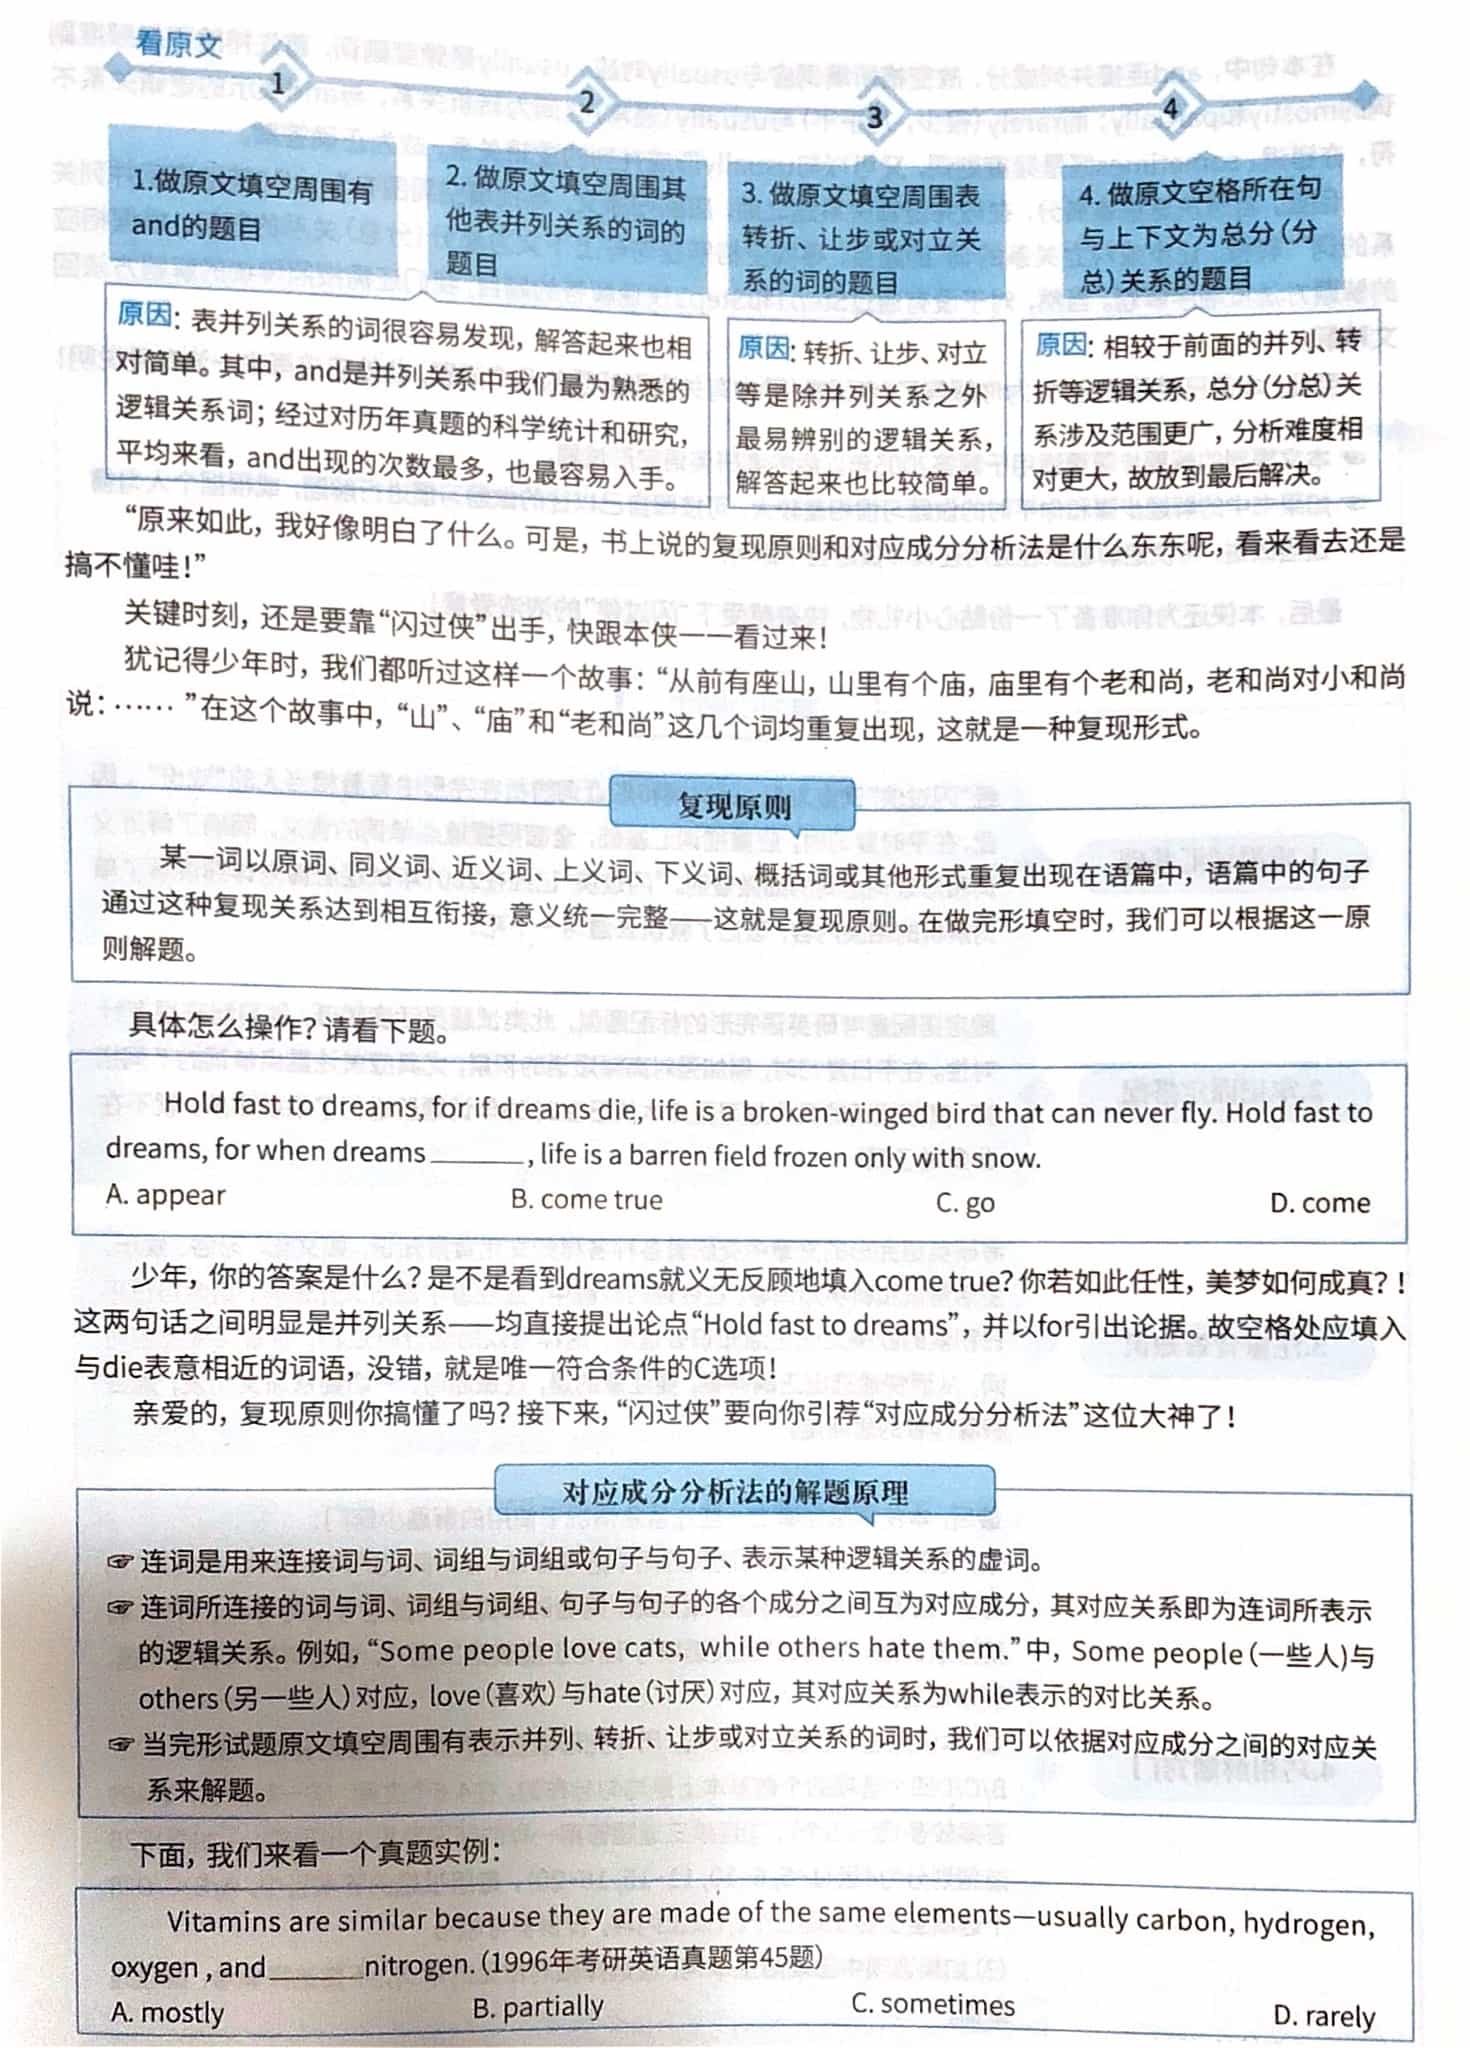 看原文
1
2
3
4
1.做原文填空周围有
and的题目
2. 做原文填空周围其
他表并列关系的词的
题目
3. 做原文填空周围表
转折、让步或对立关
系的词的题目
4. 做原文空格所在句
与上下文为总分(分
总)关系的题目
原因: 表并列关系的词很容易发现, 解答起来也相
对简单。其中, and是并列关系中我们最为熟悉的
逻辑关系词; 经过对历年真题的科学统计和研究,
平均来看, and出现的次数最多, 也最容易入手。
原因: 转折、让步、对立
等是除并列关系之外
最易辨别的逻辑关系,
解答起来也比较简单。
原因: 相较于前面的并列、转
折等逻辑关系, 总分(分总)关
系涉及范围更广, 分析难度相
对更大, 故放到最后解决。
“原来如此, 我好像明白了什么。可是, 书上说的复现原则和对应成分分析法是什么东东呢, 看来看去还是
搞不懂哇!”
关键时刻, 还是要靠“闪过侠”出手, 快跟本侠一一看过来!
犹记得少年时, 我们都听过这样一个故事: “从前有座山, 山里有个庙, 庙里有个老和尚, 老和尚对小和尚
说: …… ”在这个故事中, “山”、“庙”和“老和尚”这几个词均重复出现, 这就是一种复现形式。
复现原则
某一词以原词、同义词、近义词、上义词、下义词、概括词或其他形式重复出现在语篇中, 语篇中的句子
通过这种复现关系达到相互衔接, 意义统一完整——这就是复现原则。在做完形填空时, 我们可以根据这一原
则解题。
具体怎么操作? 请看下题。
Hold fast to dreams, for if dreams die, life is a broken-winged bird that can never fly. Hold fast to
dreams, for when dreams______, life is a barren field frozen only with snow.
A. appear B. come true C. go D. come
少年, 你的答案是什么? 是不是看到dreams就义无反顾地填入come true? 你若如此任性, 美梦如何成真? !
这两句话之间明显是并列关系——均直接提出论点“Hold fast to dreams”, 并以for引出论据。故空格处应填入
与die表意相近的词语, 没错, 就是唯一符合条件的C选项!
亲爱的, 复现原则你搞懂了吗? 接下来, “闪过侠”要向你引荐“对应成分分析法”这位大神了!
对应成分分析法的解题原理
☞ 连词是用来连接词与词、词组与词组或句子与句子、表示某种逻辑关系的虚词。
☞ 连词所连接的词与词、词组与词组、句子与句子的各个成分之间互为对应成分, 其对应关系即为连词所表示
的逻辑关系。例如, “Some people love cats, while others hate them.”中, Some people(一些人)与
others(另一些人)对应, love(喜欢)与hate(讨厌)对应, 其对应关系为while表示的对比关系。
☞ 当完形试题原文填空周围有表示并列、转折、让步或对立关系的词时, 我们可以依据对应成分之间的对应关
系来解题。
下面, 我们来看一个真题实例:
Vitamins are similar because they are made of the same elements—usually carbon, hydrogen,
oxygen , and______nitrogen. (1996年考研英语真题第45题)
A. mostly B. partially C. sometimes D. rarely